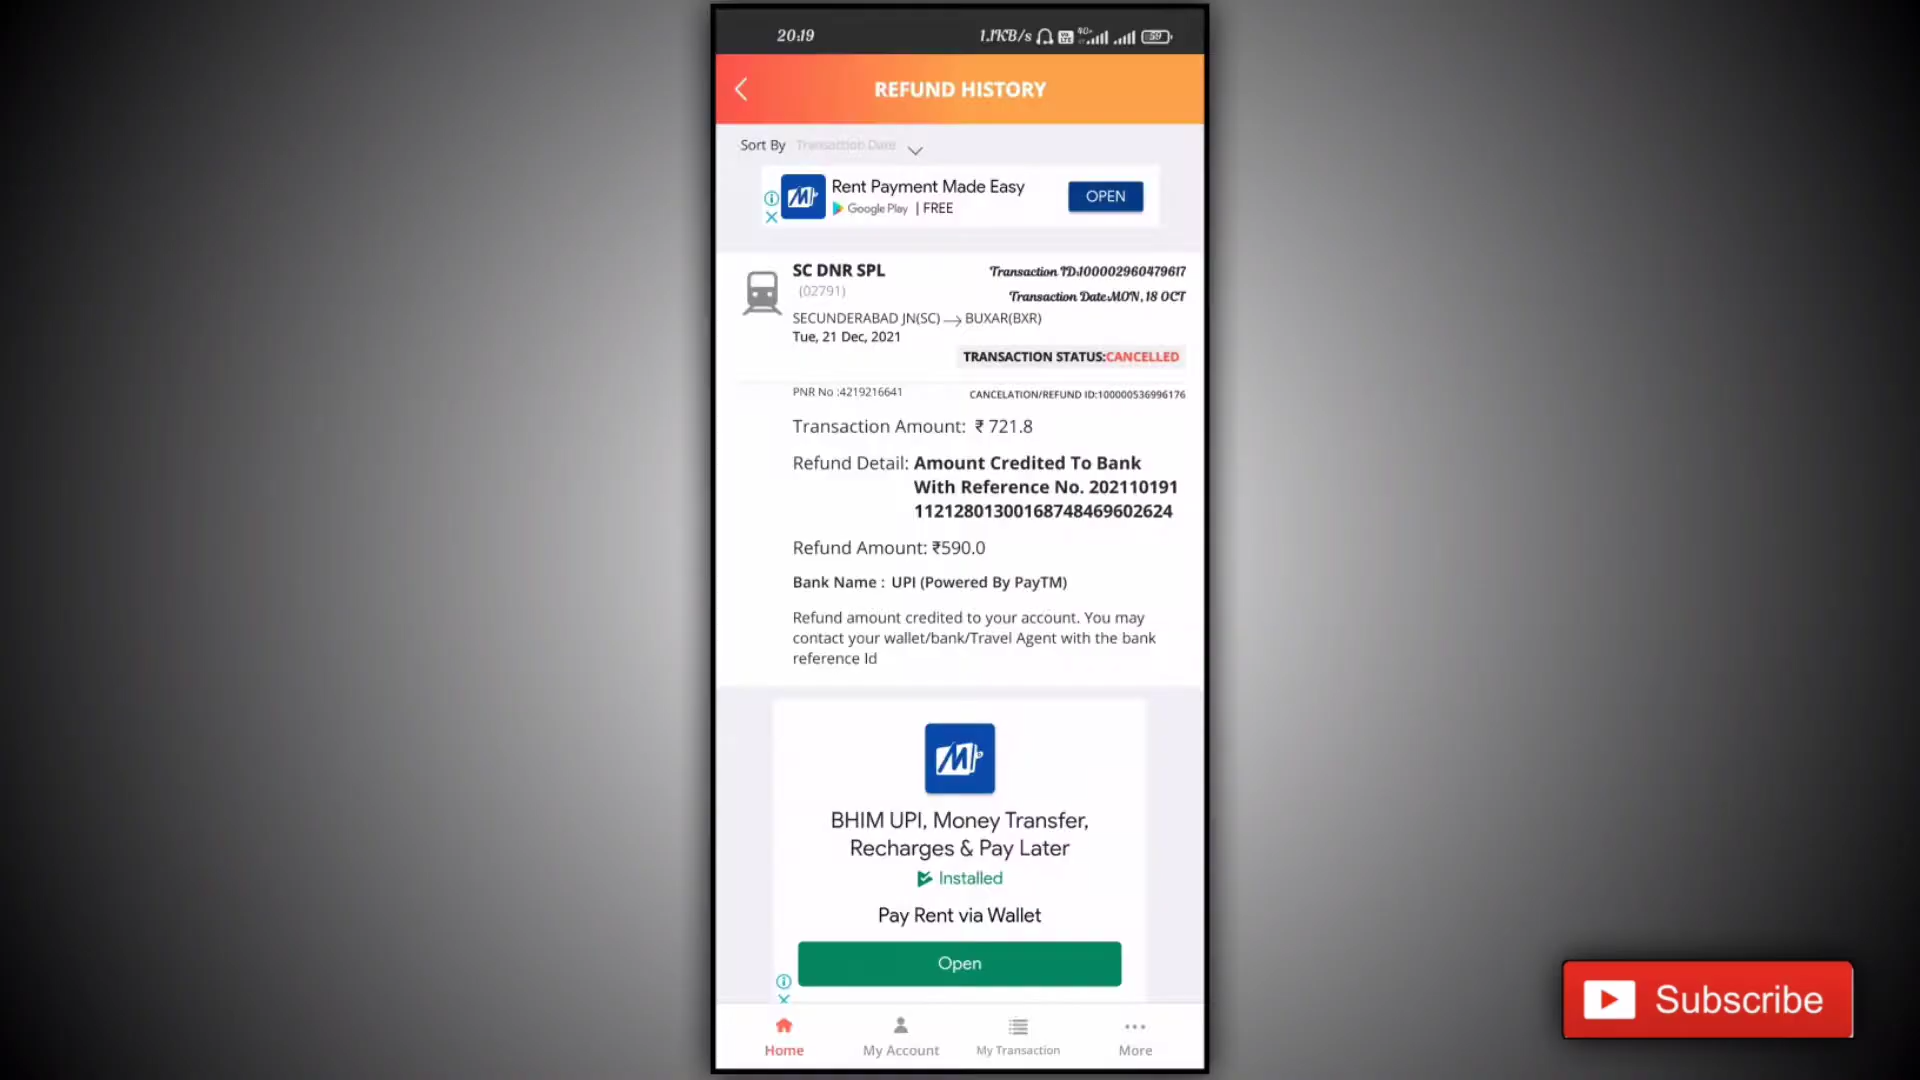 20:19
1.1KB/s 4G+ 59
REFUND HISTORY
Sort By Transaction Date
Rent Payment Made Easy
Google Play | FREE
OPEN
SC DNR SPL
(02791)
Transaction ID:100002960479617
Transaction Date:MON, 18 OCT
SECUNDERABAD JN(SC) → BUXAR(BXR)
Tue, 21 Dec, 2021
TRANSACTION STATUS:CANCELLED
PNR No :4219216641
CANCELATION/REFUND ID:100000536996176
Transaction Amount: ₹ 721.8
Refund Detail: Amount Credited To Bank
With Reference No. 202110191
11212801300168748469602624
Refund Amount: ₹590.0
Bank Name : UPI (Powered By PayTM)
Refund amount credited to your account. You may
contact your wallet/bank/Travel Agent with the bank
reference Id
BHIM UPI, Money Transfer,
Recharges & Pay Later
Installed
Pay Rent via Wallet
Open
Home
My Account
My Transaction
More
Subscribe